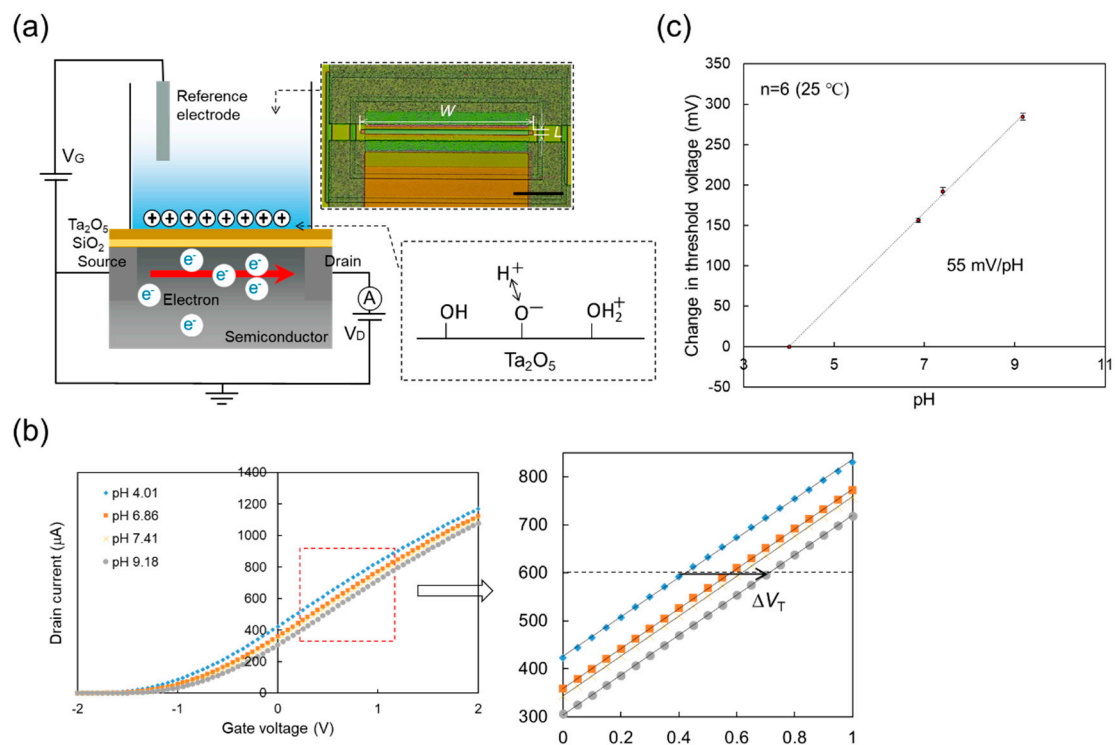 (a)
Reference
electrode
V_G
Ta₂O₅
SiO₂
Source
Drain
e⁻
e⁻
e⁻
e⁻
e⁻
e⁻
Electron
Semiconductor
A
V_D
W
L
H⁺
OH
O⁻
OH₂⁺
Ta₂O₅
(c)
Change in threshold voltage (mV)
350
300
250
200
150
100
50
0
-50
n=6 (25 ℃)
55 mV/pH
3
5
7
9
11
pH
(b)
Drain current (μA)
1400
1200
1000
800
600
400
200
0
pH 4.01
pH 6.86
pH 7.41
pH 9.18
-2
-1
0
1
2
Gate voltage (V)
800
700
600
500
400
300
ΔV_T
0
0.2
0.4
0.6
0.8
1